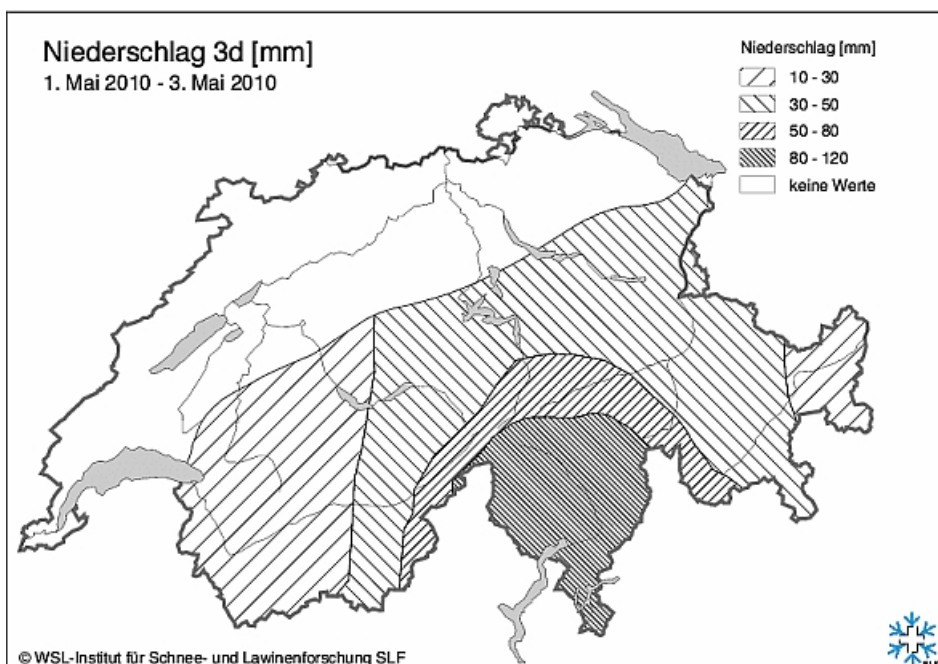 Niederschlag 3d [mm]
1. Mai 2010 - 3. Mai 2010
Niederschlag [mm]
10 - 30
30 - 50
50 - 80
80 - 120
keine Werte
© WSL-Institut für Schnee- und Lawinenforschung SLF